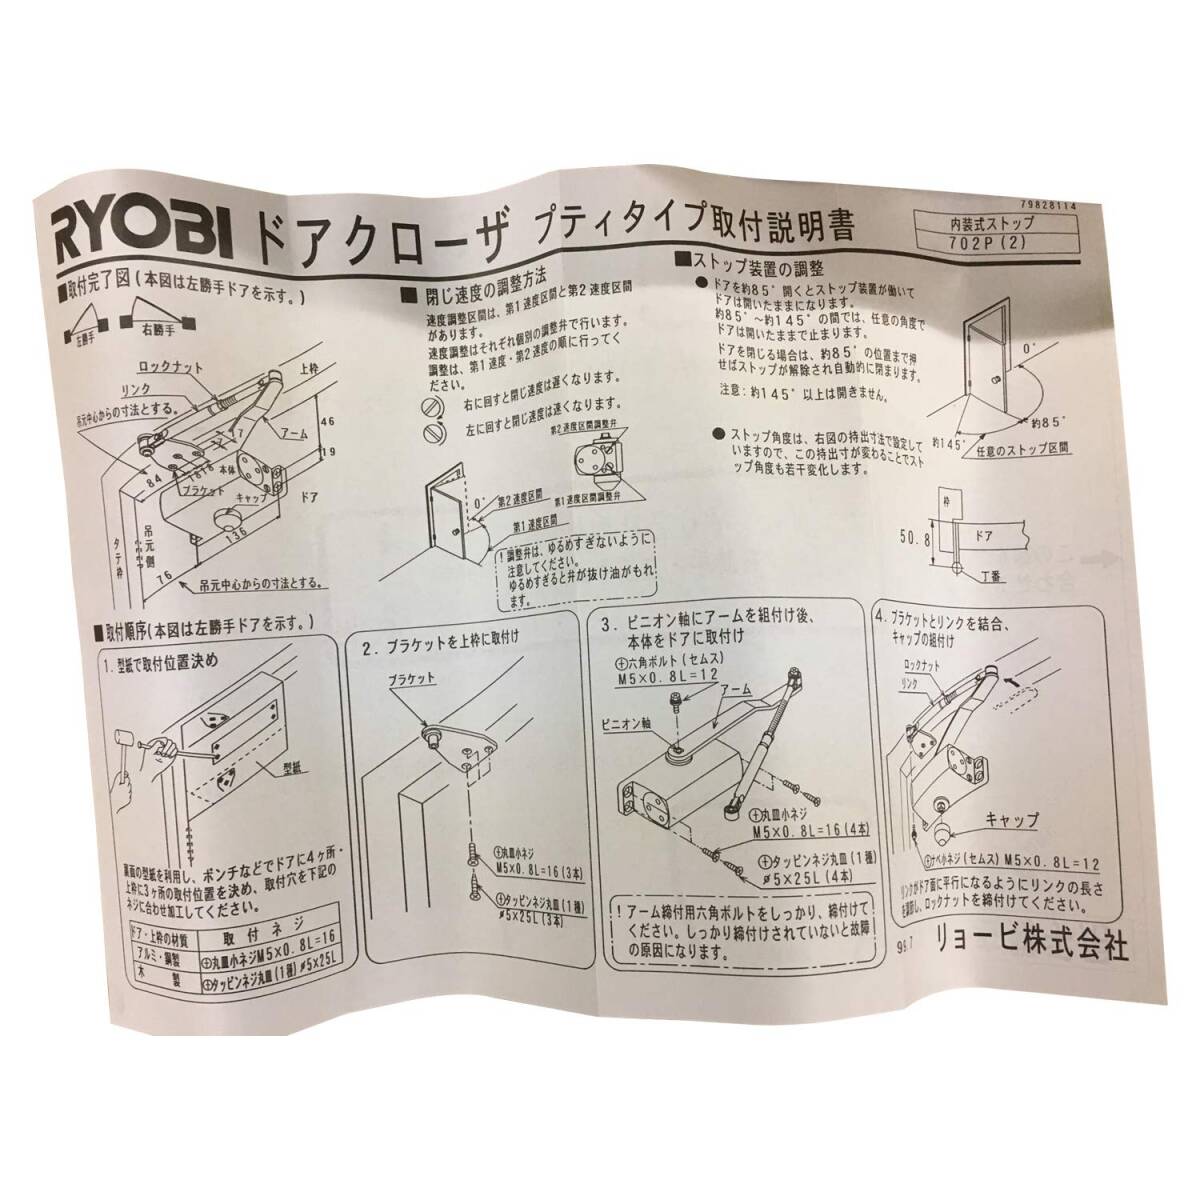 79828114
RYOBI ドアクローザ プティタイプ取付説明書
内装式ストップ
702P(2)
■取付完了図(本図は左勝手ドアを示す。)
左勝手
右勝手
ロックナット
リンク
吊元中心からの寸法とする。
上枠
アーム
46
19
7
7
84
18
18
本体
ブラケット
キャップ
ドア
136
タテ枠
吊元側
76
吊元中心からの寸法とする。
■閉じ速度の調整方法
速度調整区間は、第1速度区間と第2速度区間
があります。
速度調整はそれぞれ個別の調整弁で行います。
調整は、第1速度・第2速度の順に行ってく
ださい。
右に回すと閉じ速度は遅くなります。
左に回すと閉じ速度は速くなります。
第2速度区間調整弁
第1速度区間調整弁
0°
第2速度区間
第1速度区間
!調整弁は、ゆるめすぎないように
注意してください。
ゆるめすぎると弁が抜け油がもれ
ます。
■ストップ装置の調整
●ドアを約85°開くとストップ装置が働いて
ドアは開いたままになります。
約85°～約145°の間では、任意の角度で
ドアは開いたままで止まります。
ドアを閉じる場合は、約85°の位置まで押
せばストップが解除され自動的に閉まります。
注意:約145°以上は開きません。
0°
約85°
約145°
任意のストップ区間
●ストップ角度は、右図の持出寸法で設定して
いますので、この持出寸が変わることでスト
ップ角度も若干変化します。
枠
50.8
ドア
丁番
■取付順序(本図は左勝手ドアを示す。)
1.型紙で取付位置決め
型紙
裏面の型紙を利用し、ポンチなどでドアに4ヶ所・
上枠に3ヶ所の取付位置を決め、取付穴を下記の
ネジに合わせ加工してください。
ドア・上枠の材質 取付ネジ
アルミ・鋼製 ⊕丸皿小ネジM5×0.8L=16
木製 ⊕タッピンネジ丸皿(1種)ø5×25L
2.ブラケットを上枠に取付け
ブラケット
⊕丸皿小ネジ
M5×0.8L=16(3本)
⊕タッピンネジ丸皿(1種)
ø5×25L(3本)
3.ピニオン軸にアームを組付け後、
本体をドアに取付け
⊕六角ボルト(セムス)
M5×0.8L=12
アーム
ピニオン軸
⊕丸皿小ネジ
M5×0.8L=16(4本)
⊕タッピンネジ丸皿(1種)
ø5×25L(4本)
!アーム締付用六角ボルトをしっかり、締付けて
ください。しっかり締付けされていないと故障
の原因になります。
4.ブラケットとリンクを結合、
キャップの組付け
ロックナット
リンク
キャップ
⊕ナベ小ネジ(セムス)M5×0.8L=12
リンクがドア面に平行になるようにリンクの長さ
を調節し、ロックナットを締付けてください。
リョービ株式会社